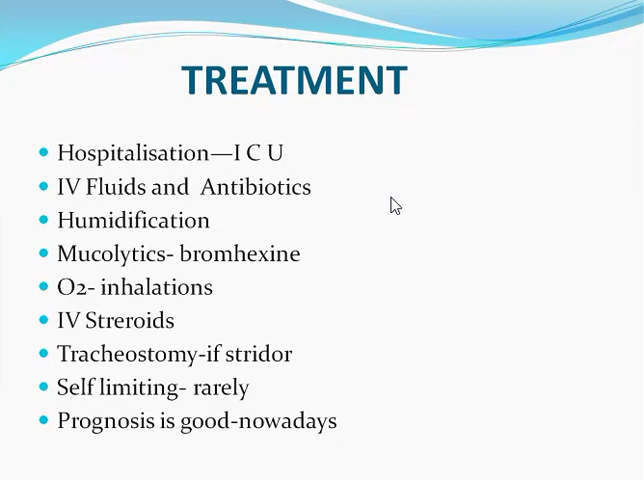 TREATMENT
Hospitalisation—I C U
IV Fluids and Antibiotics
Humidification
Mucolytics- bromhexine
O2- inhalations
IV Streroids
Tracheostomy-if stridor
Self limiting- rarely
Prognosis is good-nowadays